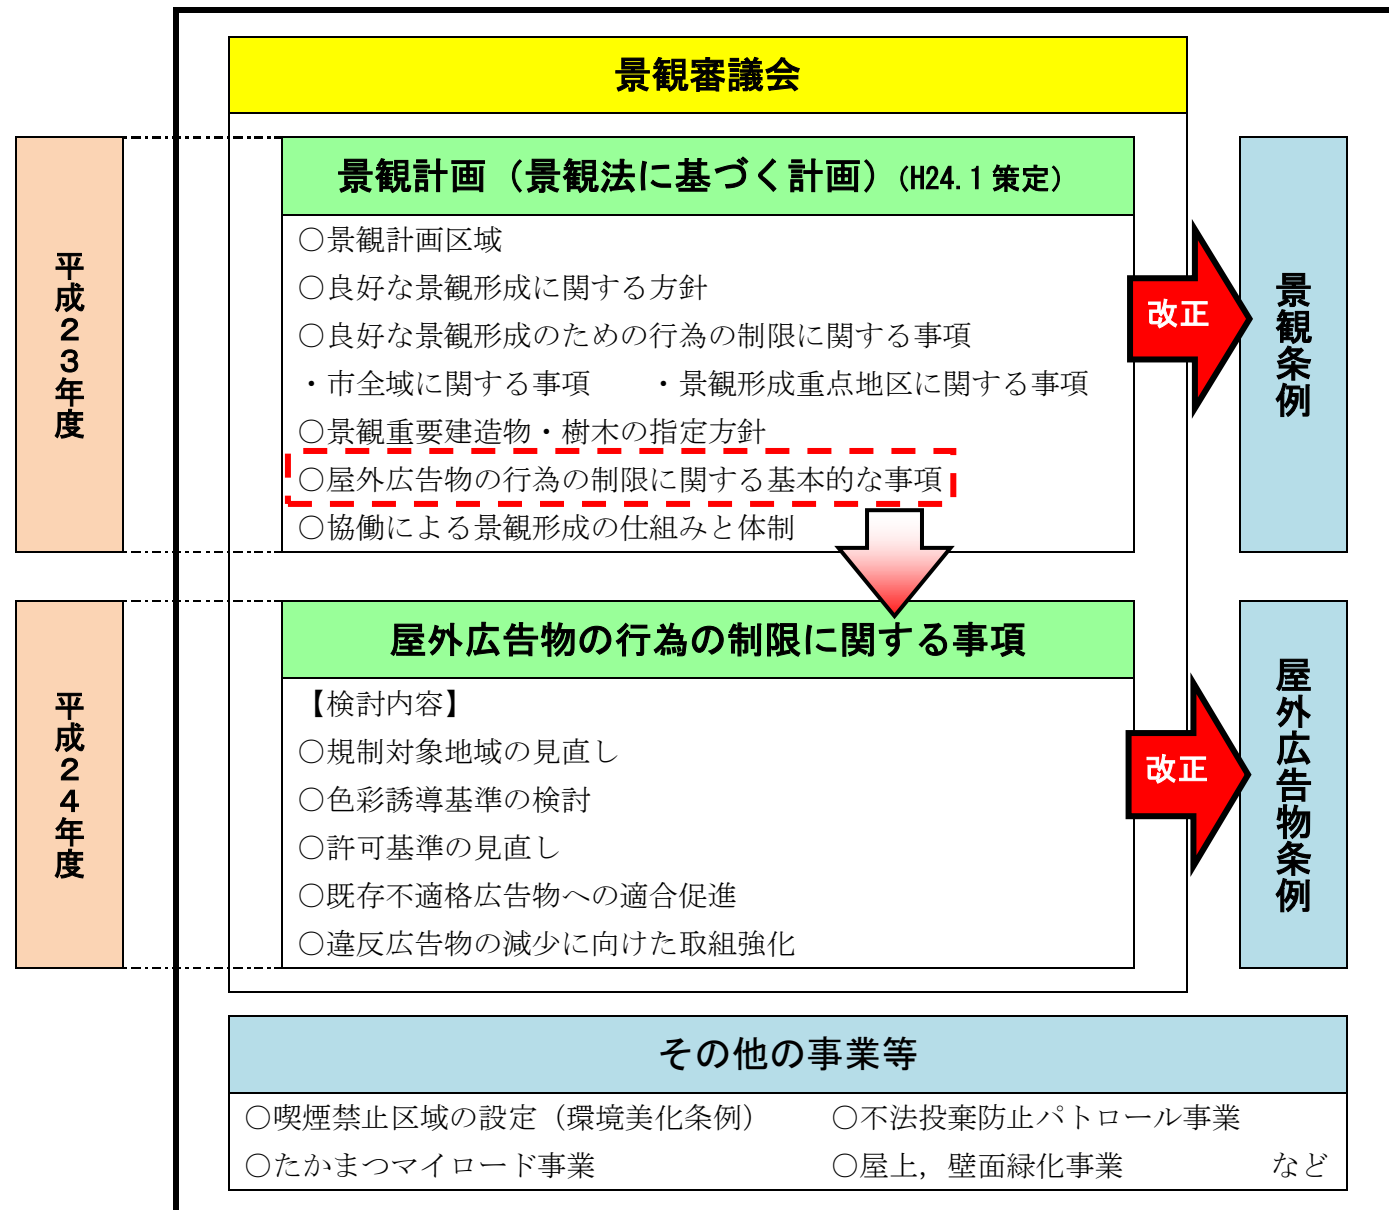 景観審議会
平成23年度
景観計画（景観法に基づく計画）(H24.1 策定)
○景観計画区域
○良好な景観形成に関する方針
○良好な景観形成のための行為の制限に関する事項
・市全域に関する事項　　・景観形成重点地区に関する事項
○景観重要建造物・樹木の指定方針
○屋外広告物の行為の制限に関する基本的な事項
○協働による景観形成の仕組みと体制
改正
景観条例
平成24年度
屋外広告物の行為の制限に関する事項
【検討内容】
○規制対象地域の見直し
○色彩誘導基準の検討
○許可基準の見直し
○既存不適格広告物への適合促進
○違反広告物の減少に向けた取組強化
改正
屋外広告物条例
その他の事業等
○喫煙禁止区域の設定（環境美化条例）　　○不法投棄防止パトロール事業
○たかまつマイロード事業　　○屋上，壁面緑化事業　　など